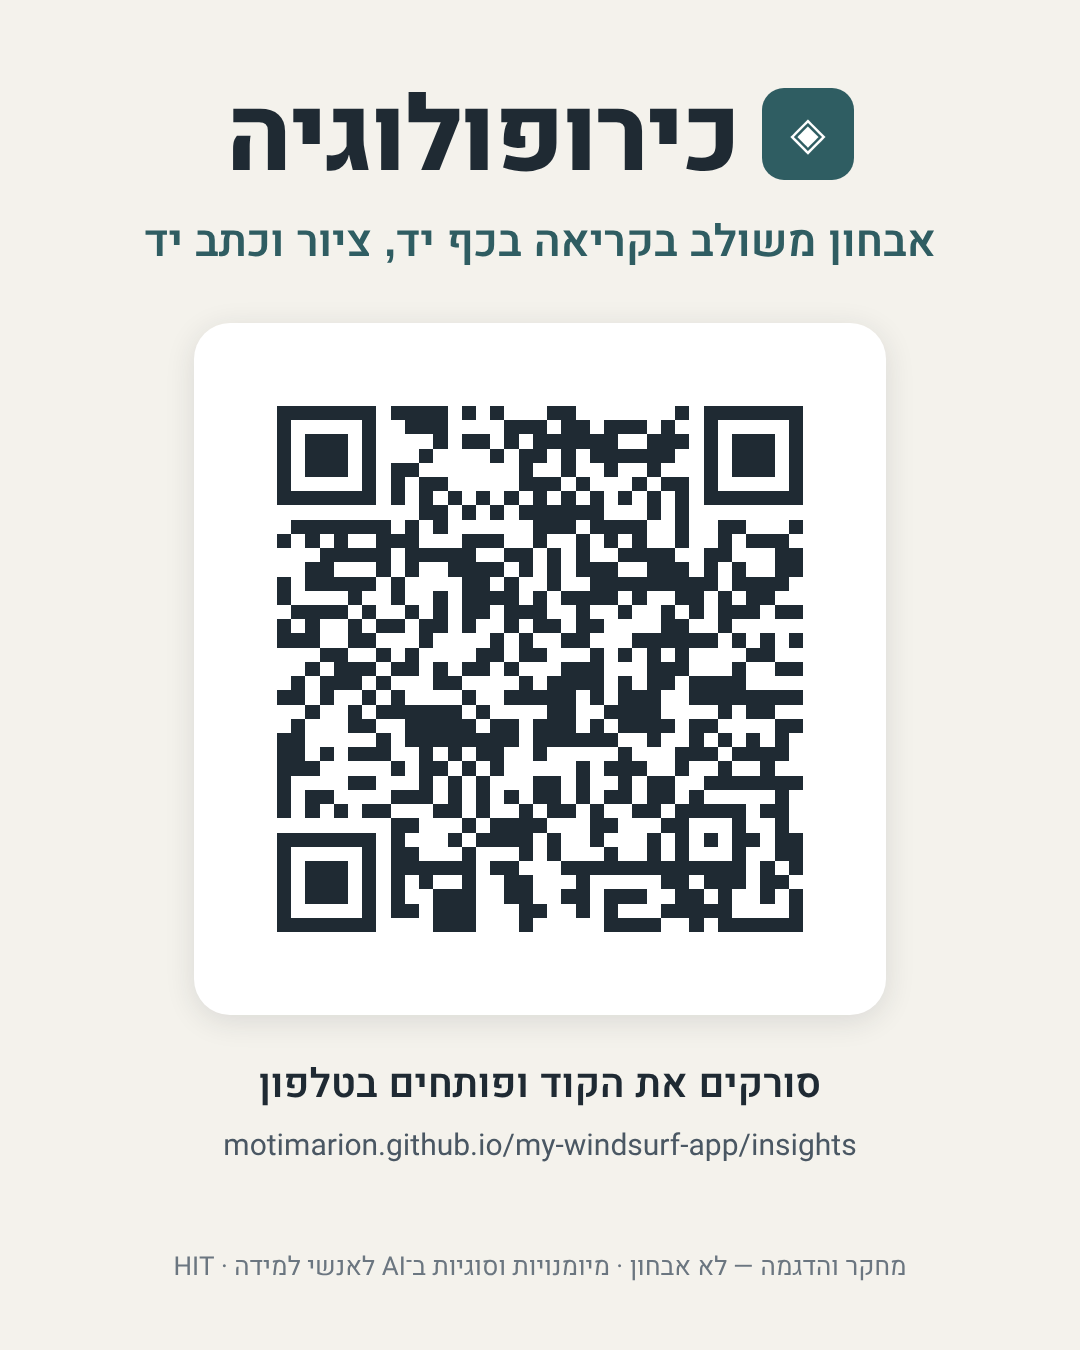 כירופולוגיה
אבחון משולב בקריאה בכף יד, ציור וכתב יד
סורקים את הקוד ופותחים בטלפון
motimarion.github.io/my-windsurf-app/insights
מחקר והדגמה — לא אבחון · מיומנויות וסוגיות ב־AI לאנשי למידה · HIT